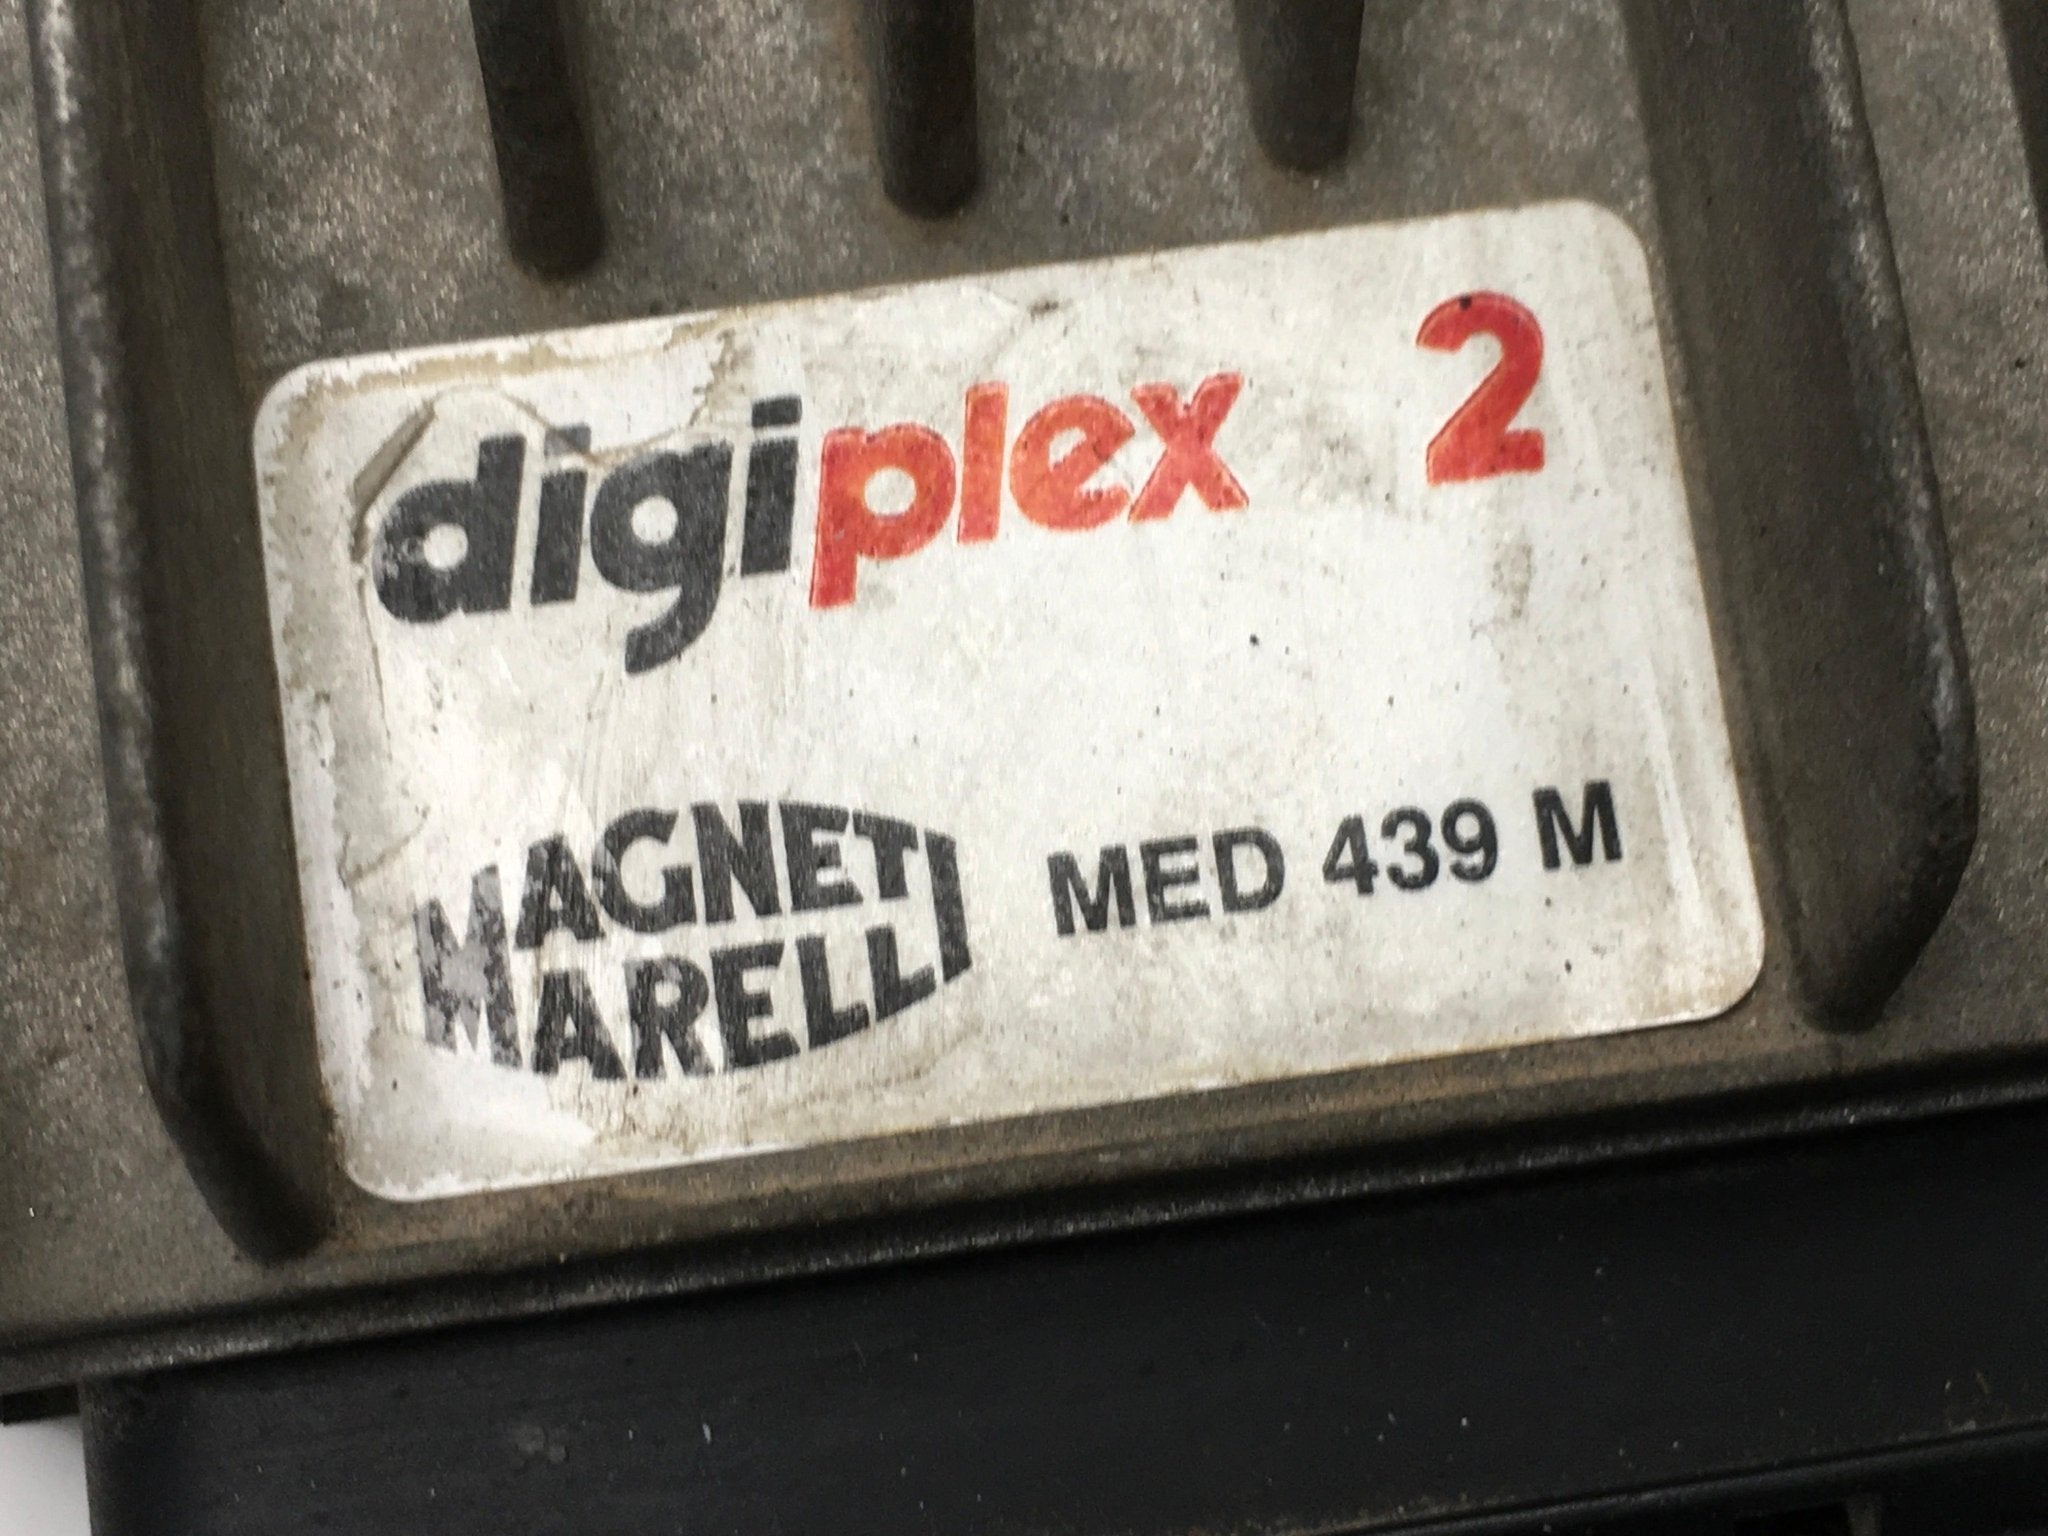 digiplex 2
MAGNETI
MARELLI
MED 439 M